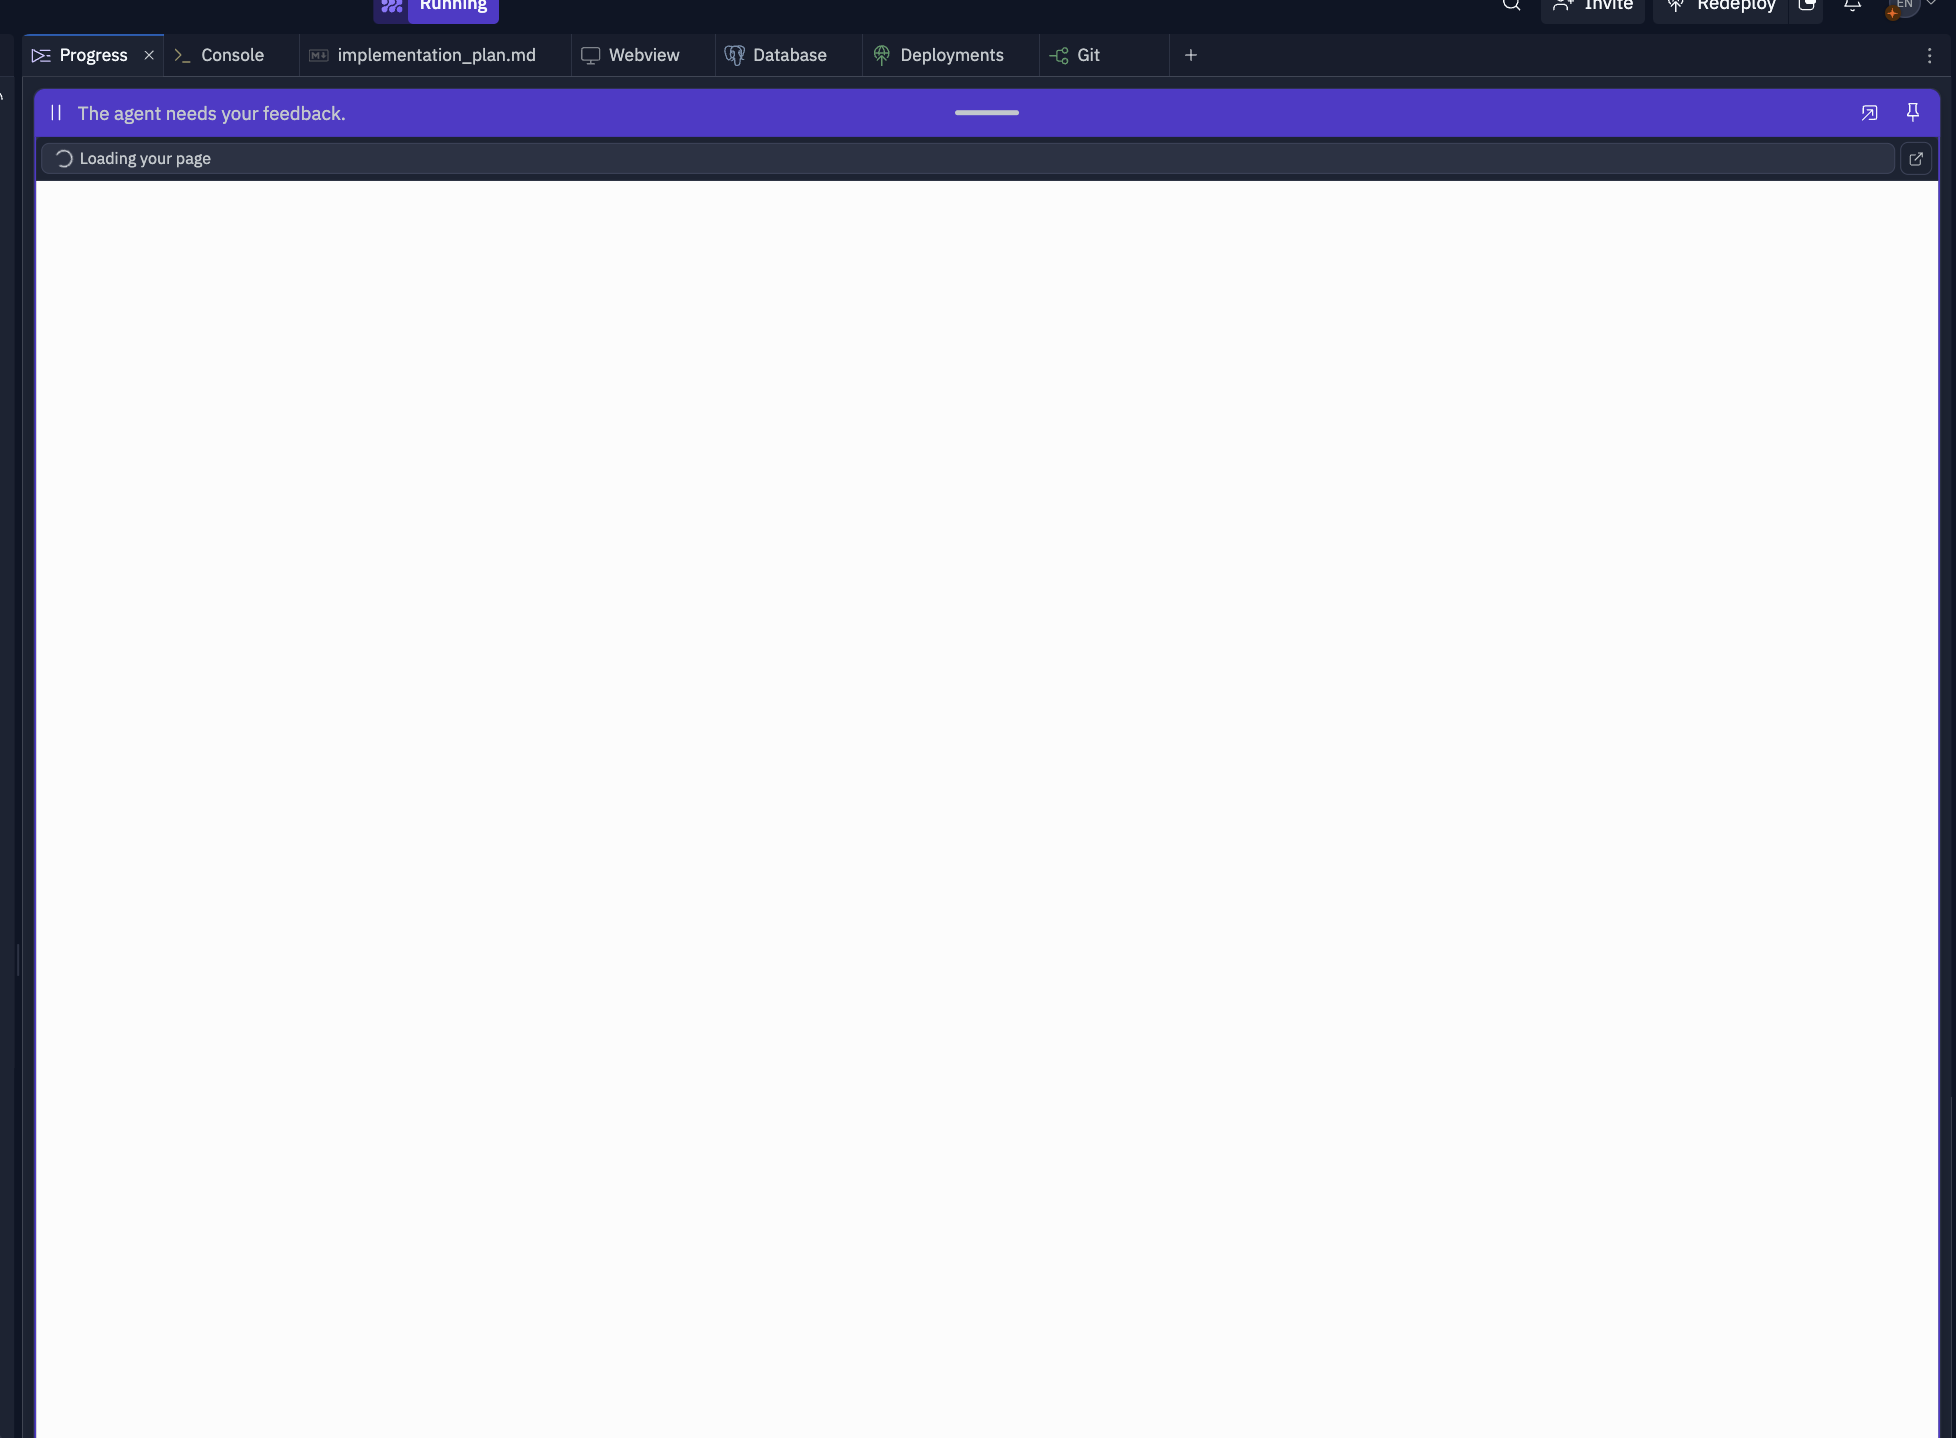 Running
Invite
Redeploy
EN
Progress
Console
implementation_plan.md
Webview
Database
Deployments
Git
The agent needs your feedback.
Loading your page